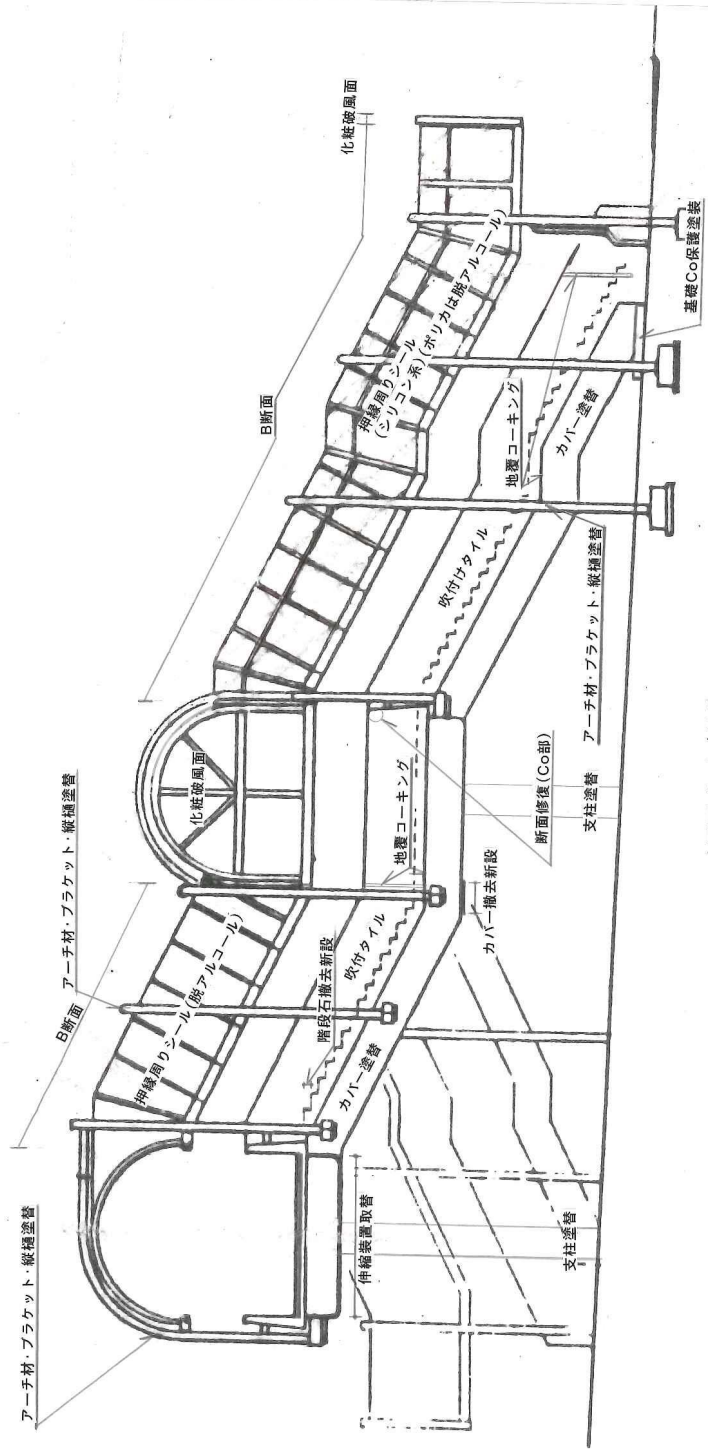 アーチ材・ブラケット・縦樋塗替
B断面
アーチ材・ブラケット・縦樋塗替
押縁周りシール(脱アルコール)
階段石撤去新設
吹付タイル
カバー塗替
伸縮装置取替
支柱塗替
化粧破風面
地覆コーキング
カバー撤去新設
断面修復(Co部)
支柱塗替
B断面
化粧破風面
押縁周りシール
(シリコン系)(ポリカは脱アルコール)
吹付けタイル
地覆コーキング
カバー塗替
アーチ材・ブラケット・縦樋塗替
基礎Co保護塗装